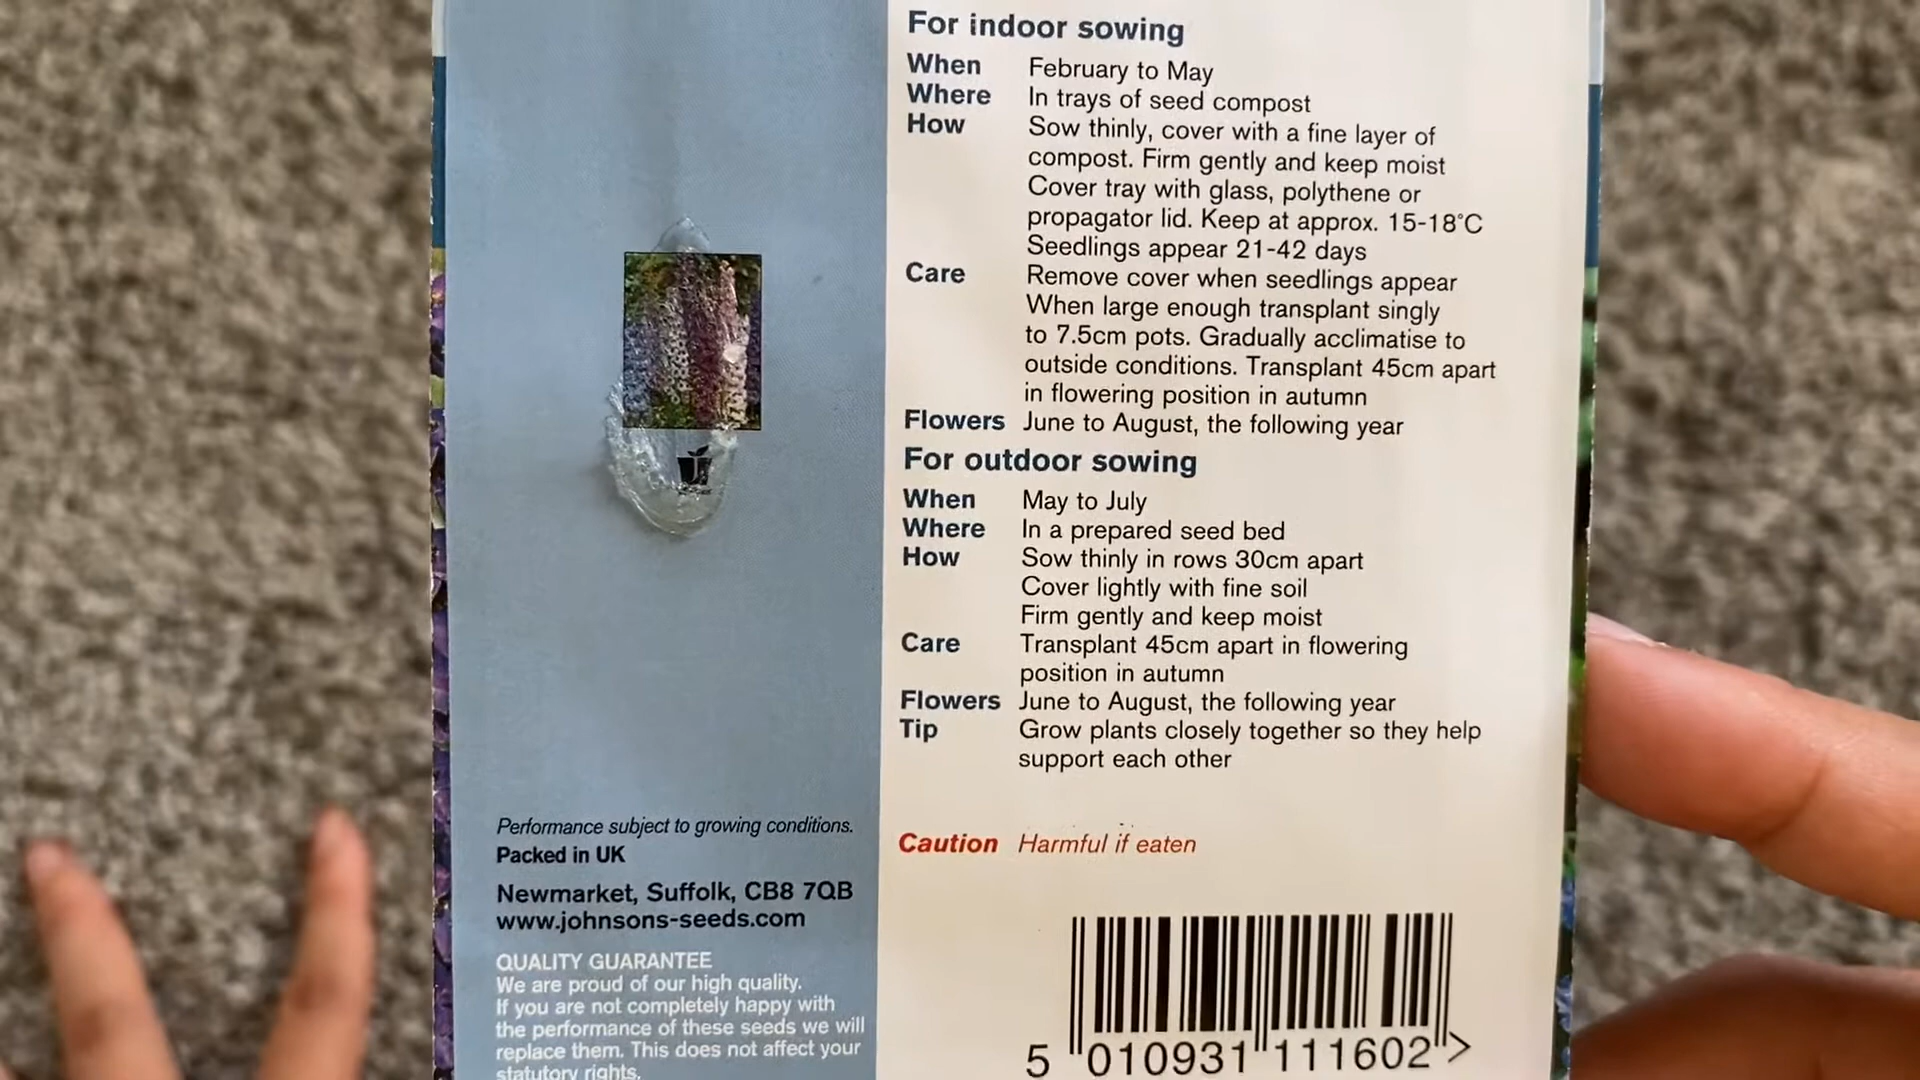 For indoor sowing
When February to May
Where In trays of seed compost
How Sow thinly, cover with a fine layer of
compost. Firm gently and keep moist
Cover tray with glass, polythene or
propagator lid. Keep at approx. 15-18°C
Seedlings appear 21-42 days
Care Remove cover when seedlings appear
When large enough transplant singly
to 7.5cm pots. Gradually acclimatise to
outside conditions. Transplant 45cm apart
in flowering position in autumn
Flowers June to August, the following year
For outdoor sowing
When May to July
Where In a prepared seed bed
How Sow thinly in rows 30cm apart
Cover lightly with fine soil
Firm gently and keep moist
Care Transplant 45cm apart in flowering
position in autumn
Flowers June to August, the following year
Tip Grow plants closely together so they help
support each other
Caution Harmful if eaten
5 010931 111602 >
Performance subject to growing conditions.
Packed in UK
Newmarket, Suffolk, CB8 7QB
www.johnsons-seeds.com
QUALITY GUARANTEE
We are proud of our high quality.
If you are not completely happy with
the performance of these seeds we will
replace them. This does not affect your
statutory rights.